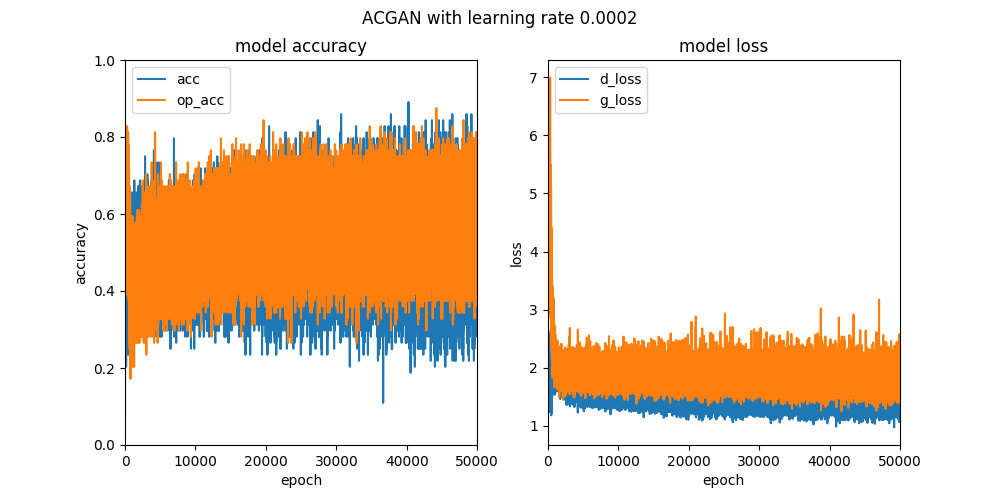 ACGAN with learning rate 0.0002
model accuracy
acc
op_acc
1.0
0.8
0.6
0.4
0.2
0.0
accuracy
0 10000 20000 30000 40000 50000
epoch
model loss
d_loss
g_loss
7
6
5
4
3
2
1
loss
0 10000 20000 30000 40000 50000
epoch